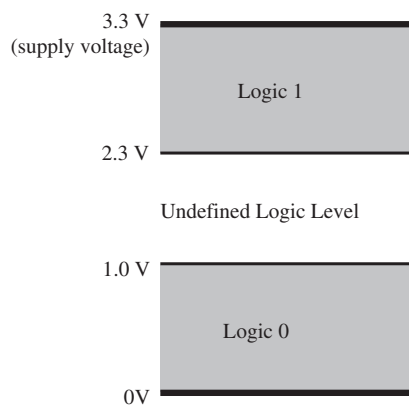 3.3 V
(supply voltage)
Logic 1
2.3 V
Undefined Logic Level
1.0 V
Logic 0
0V